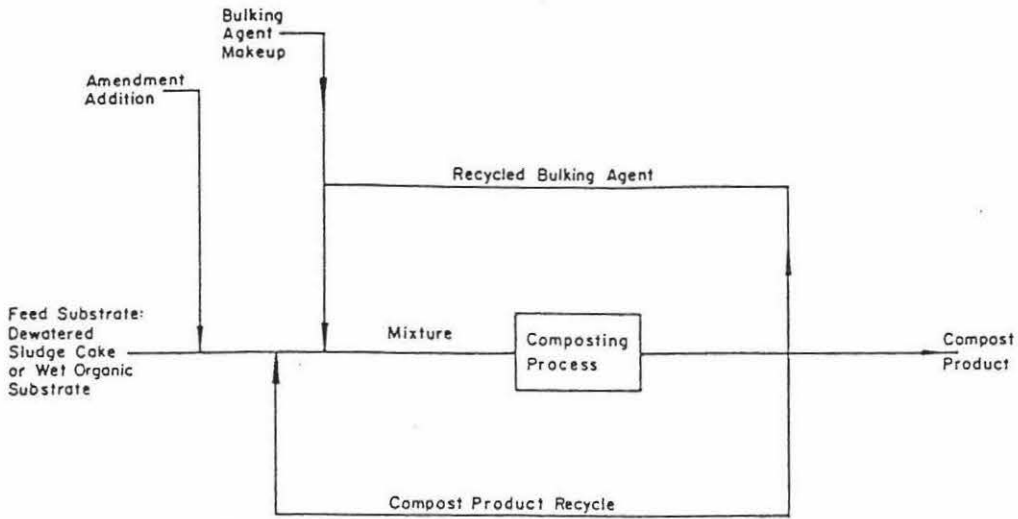 Bulking
Agent
Makeup
Amendment
Addition
Recycled Bulking Agent
Feed Substrate:
Dewatered
Sludge Cake
or Wet Organic
Substrate
Mixture
Composting
Process
Compost
Product
Compost Product Recycle